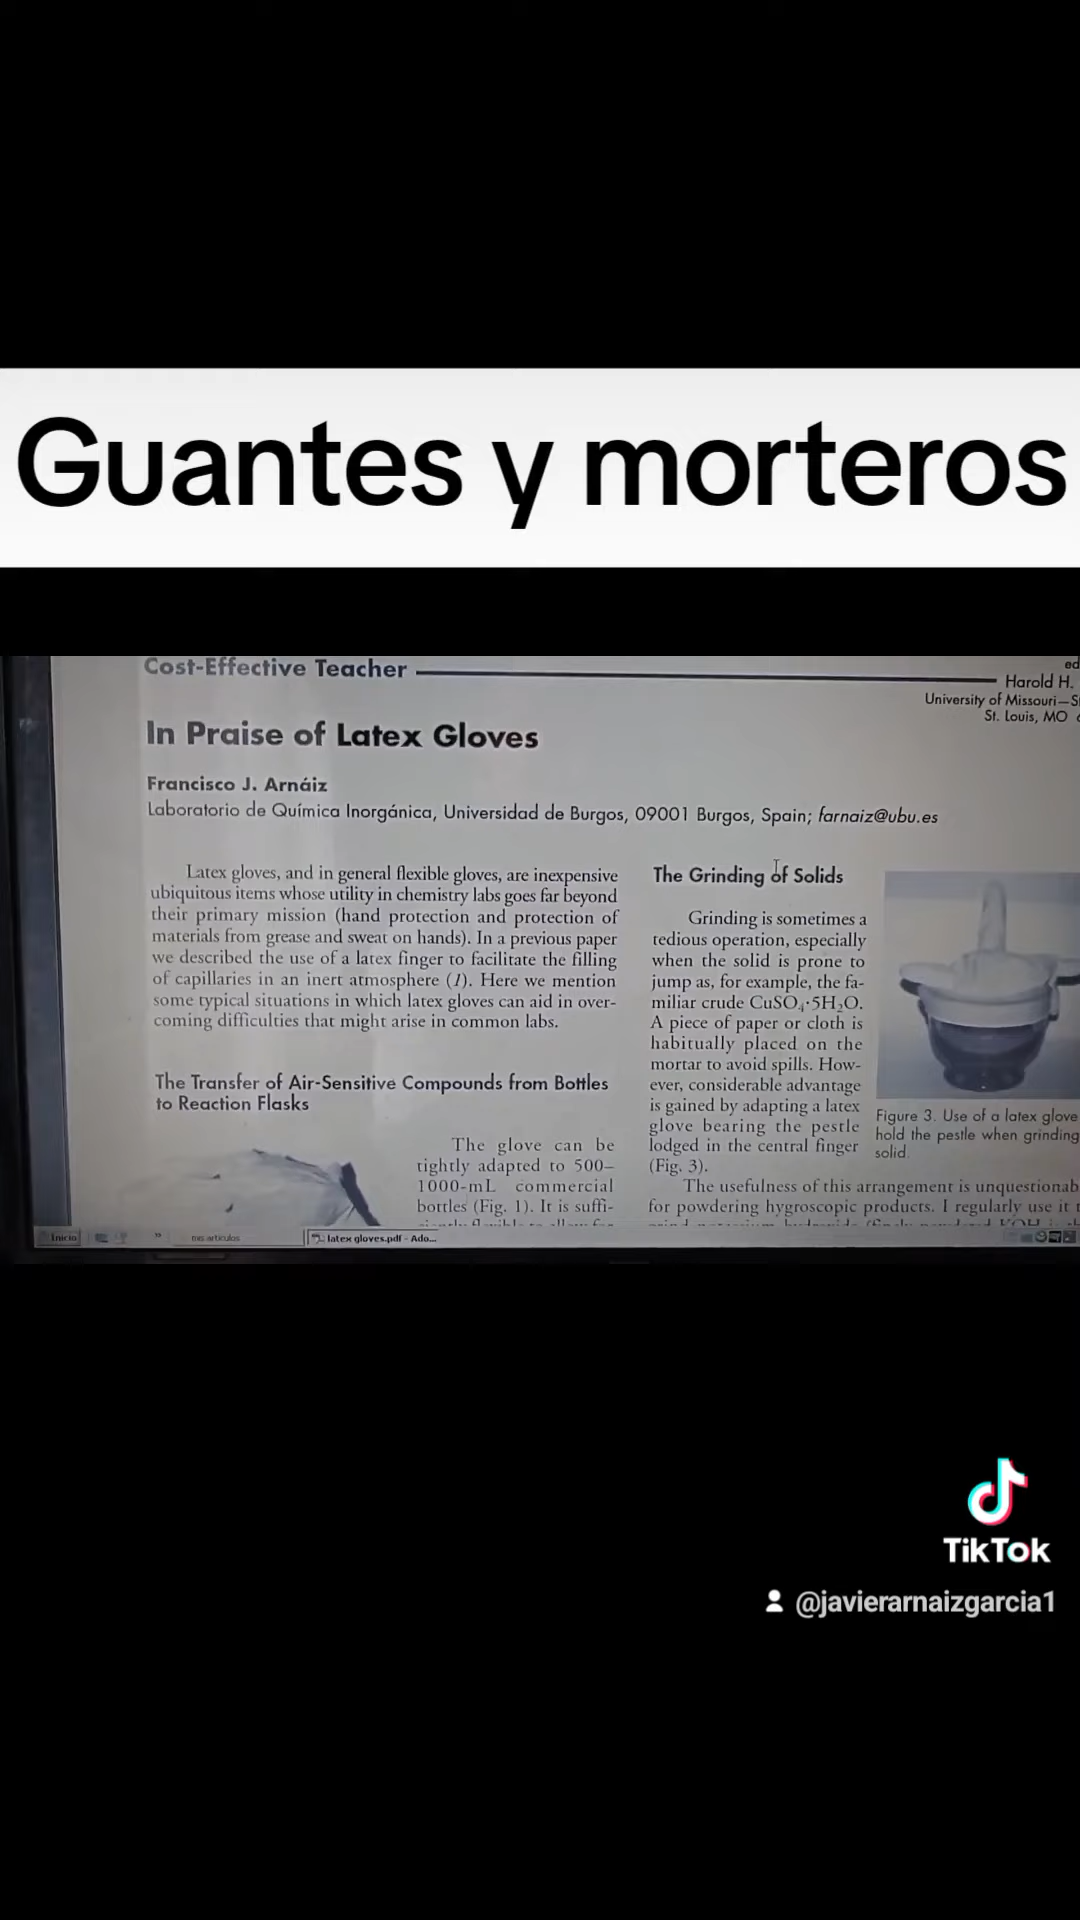 Guantes y morteros
Cost-Effective Teacher
Harold H.
University of Missouri—S
St. Louis, MO
In Praise of Latex Gloves
Francisco J. Arnáiz
Laboratorio de Química Inorgánica, Universidad de Burgos, 09001 Burgos, Spain; farnaiz@ubu.es
Latex gloves, and in general flexible gloves, are inexpensive
ubiquitous items whose utility in chemistry labs goes far beyond
their primary mission (hand protection and protection of
materials from grease and sweat on hands). In a previous paper
we described the use of a latex finger to facilitate the filling
of capillaries in an inert atmosphere (1). Here we mention
some typical situations in which latex gloves can aid in over-
coming difficulties that might arise in common labs.
The Transfer of Air-Sensitive Compounds from Bottles
to Reaction Flasks
The glove can be
tightly adapted to 500–
1000-mL commercial
bottles (Fig. 1). It is suffi-
The Grinding of Solids
Grinding is sometimes a
tedious operation, especially
when the solid is prone to
jump as, for example, the fa-
miliar crude CuSO₄·5H₂O.
A piece of paper or cloth is
habitually placed on the
mortar to avoid spills. How-
ever, considerable advantage
is gained by adapting a latex
glove bearing the pestle
lodged in the central finger
(Fig. 3).
Figure 3. Use of a latex glove
hold the pestle when grinding
solid.
The usefulness of this arrangement is unquestionab
for powdering hygroscopic products. I regularly use it t
Inicio
mis articulos
latex gloves.pdf - Ado...
TikTok
@javierarnaizgarcia1